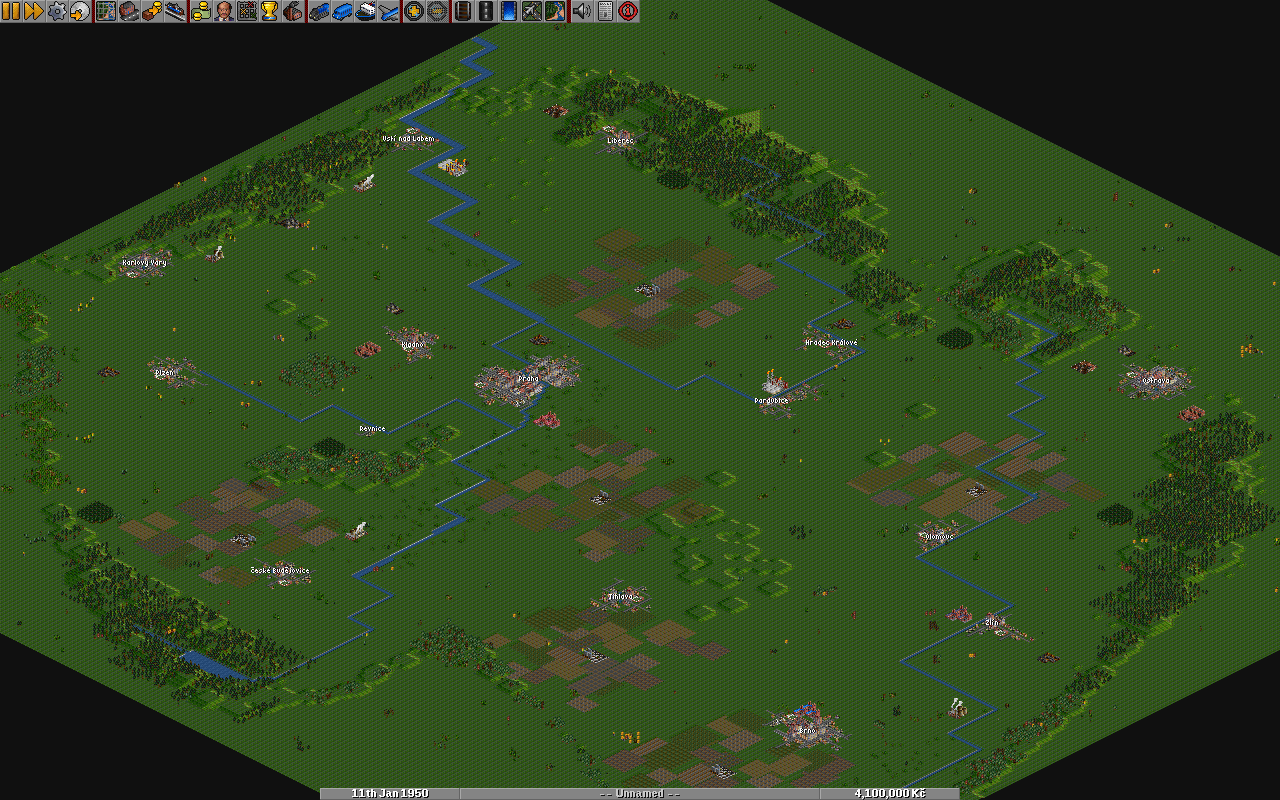 Ústí nad Labem
Liberec
Karlovy Vary
Kladno
Hradec Králové
Plzeň
Praha
Ostrava
Pardubice
Řevnice
Olomouc
České Budějovice
Jihlava
Zlín
Brno
11th Jan 1950
-- Unnamed --
4,100,000 Kč